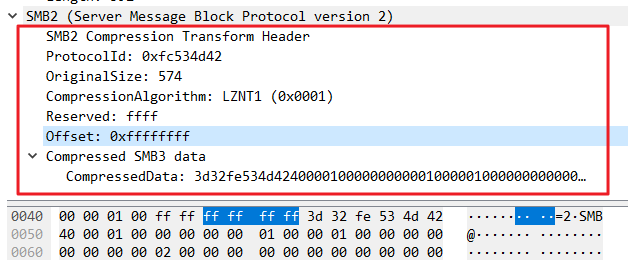 SMB2 (Server Message Block Protocol version 2)
SMB2 Compression Transform Header
ProtocolId: 0xfc534d42
OriginalSize: 574
CompressionAlgorithm: LZNT1 (0x0001)
Reserved: ffff
Offset: 0xffffffff
Compressed SMB3 data
CompressedData: 3d32fe534d4240000100000000000100000100000000000…
0040 00 00 01 00 ff ff ff ff ff ff 3d 32 fe 53 4d 42 ·········· =2·SMB
0050 40 00 01 00 00 00 00 00 01 00 00 01 00 00 00 00 @······· ········
0060 00 00 00 00 02 00 00 00 00 00 00 00 00 00 00 00 ········ ········